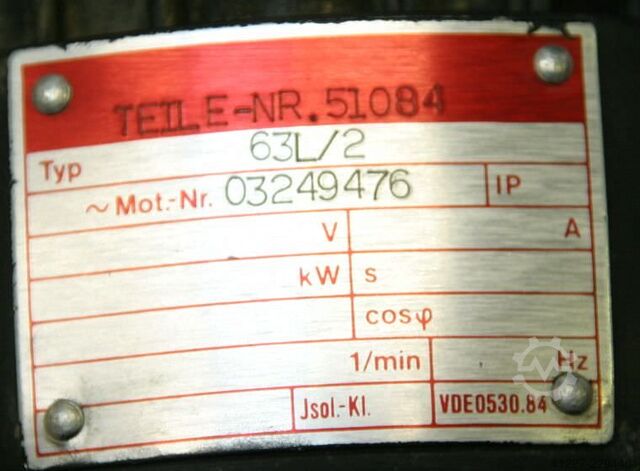 TEILE-NR.51084
Typ 63L/2
~Mot.-Nr. 03249476 IP
V A
kW s
cosφ
1/min Hz
Jsol.-Kl. VDE0530.84